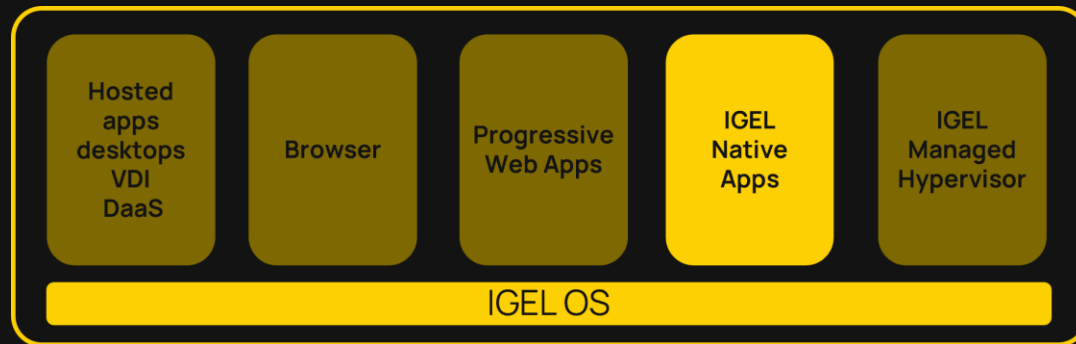 Hosted
apps
desktops
VDI
DaaS
Browser
Progressive
Web Apps
IGEL
Native
Apps
IGEL
Managed
Hypervisor
IGEL OS